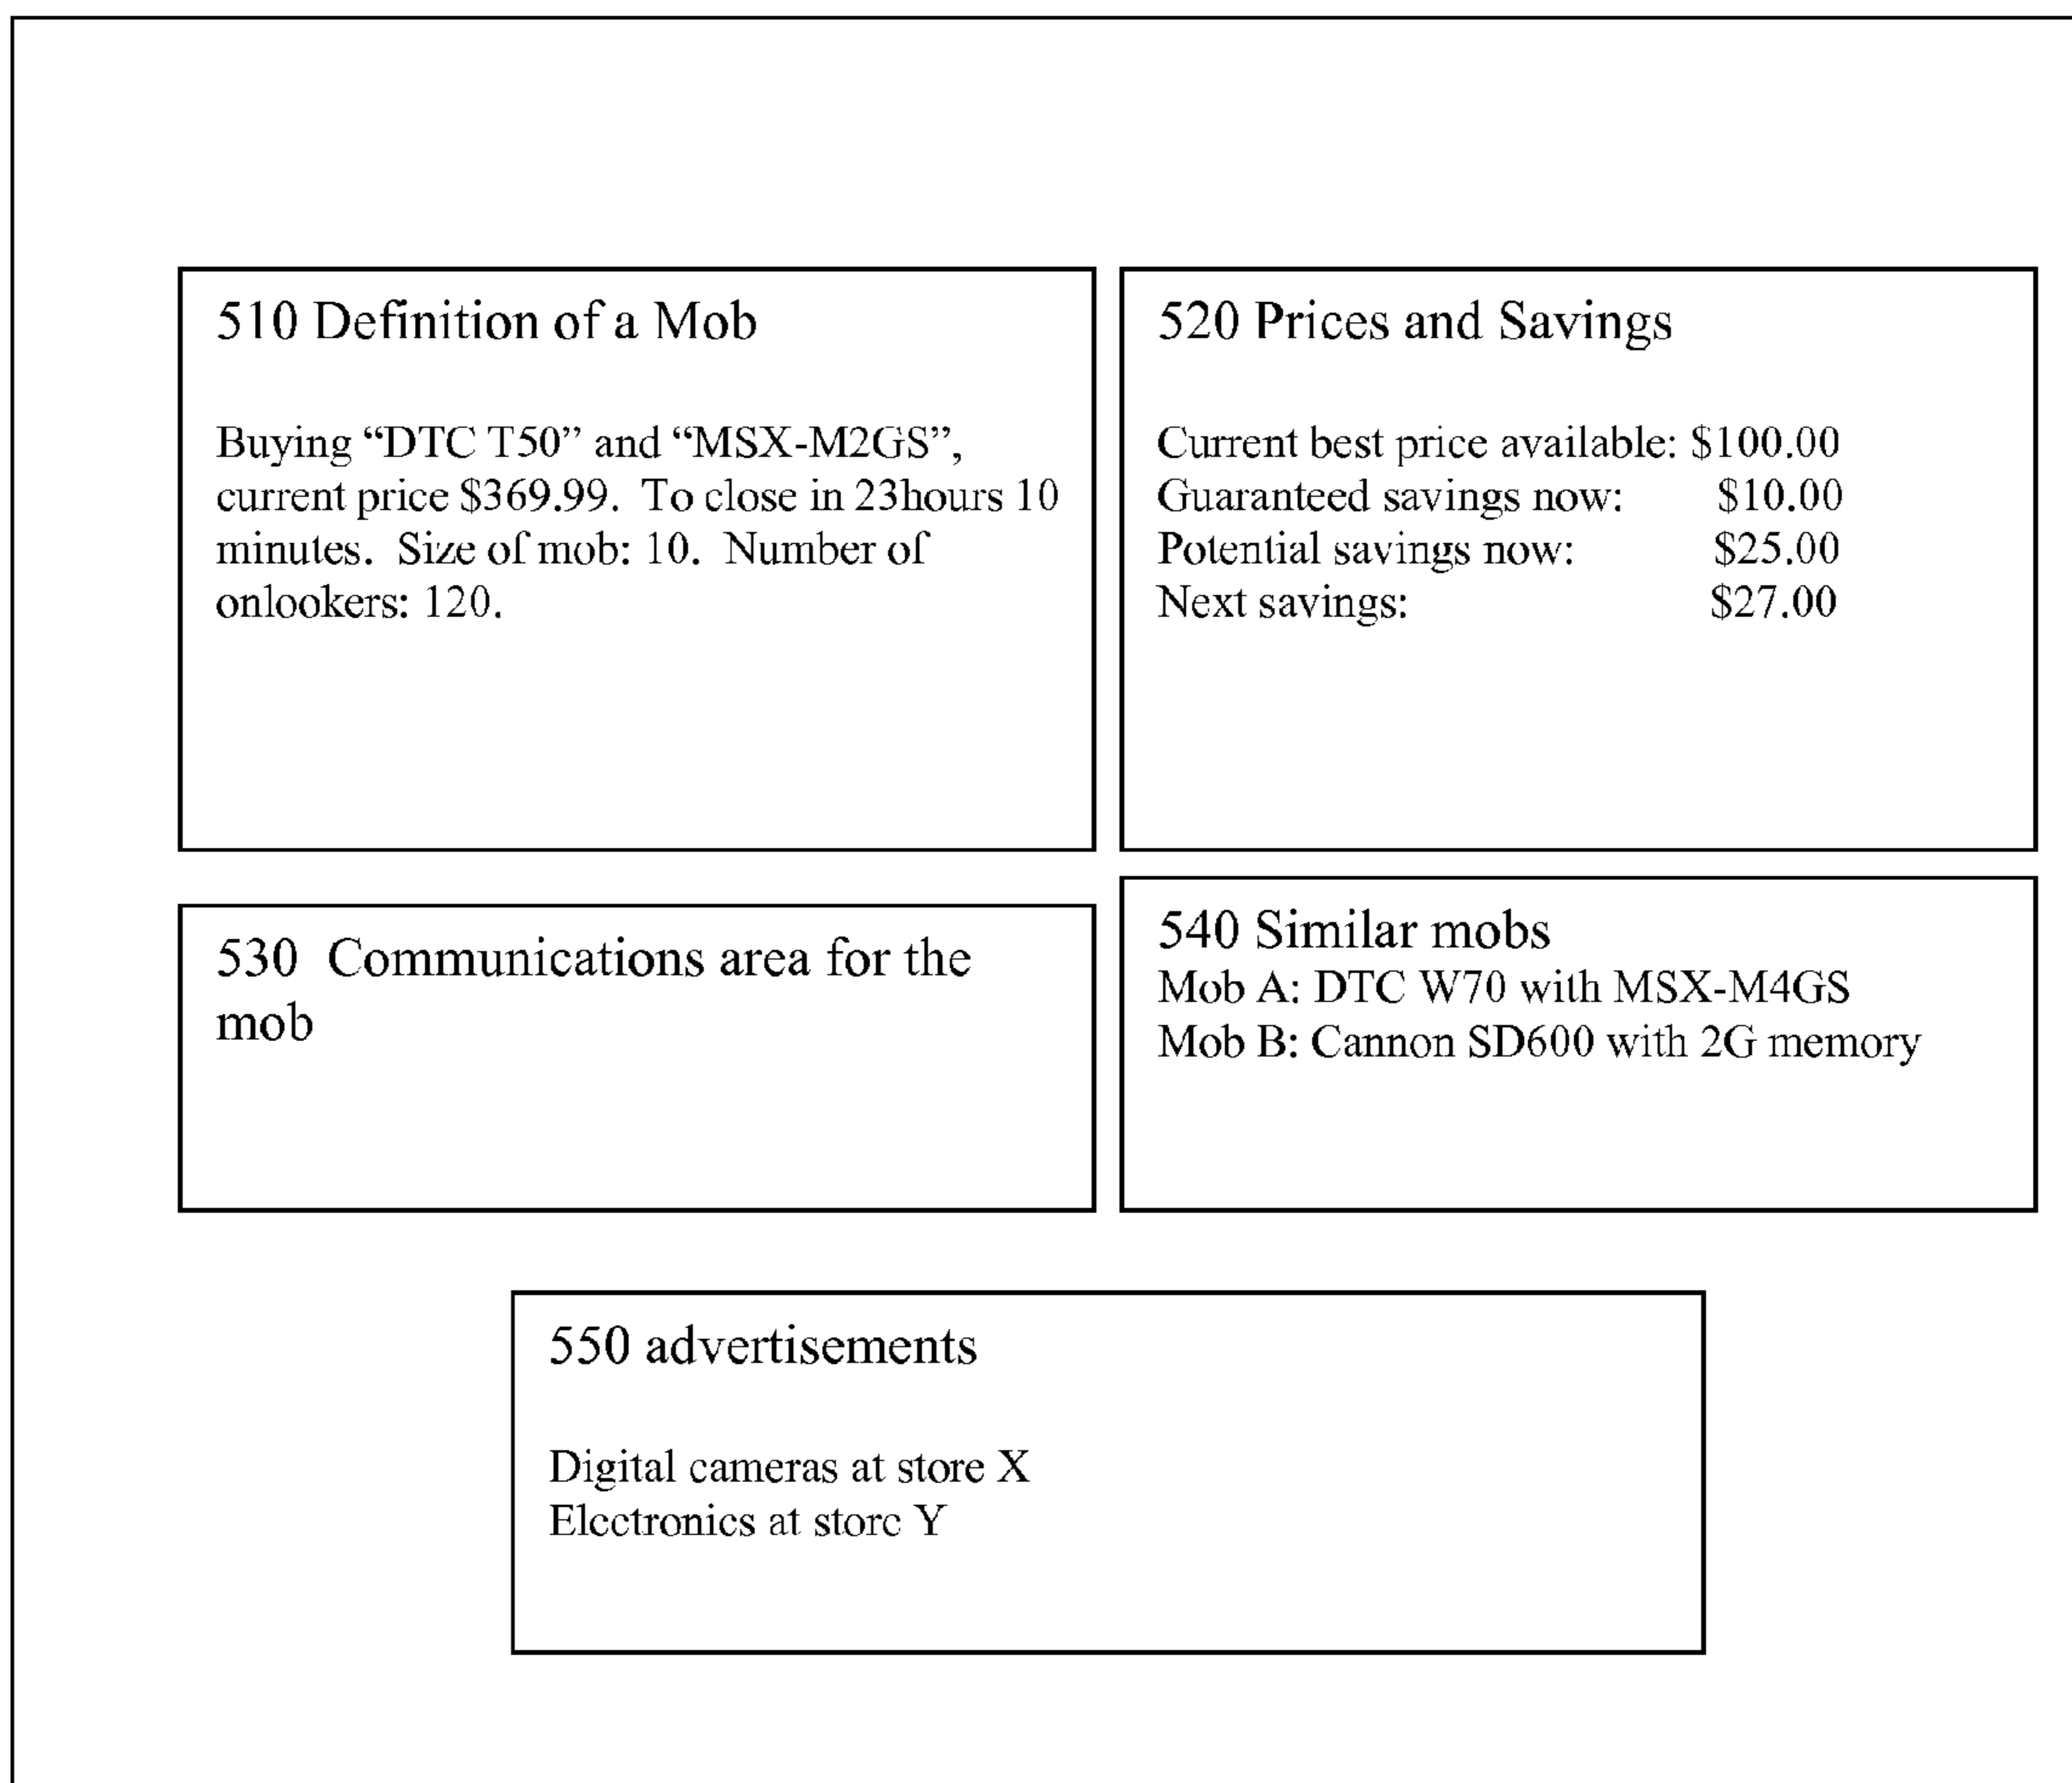 510 Definition of a Mob
Buying “DTC T50” and “MSX-M2GS”,
current price $369.99. To close in 23hours 10
minutes. Size of mob: 10. Number of
onlookers: 120.
520 Prices and Savings
Current best price available: $100.00
Guaranteed savings now: $10.00
Potential savings now: $25.00
Next savings: $27.00
530 Communications area for the
mob
540 Similar mobs
Mob A: DTC W70 with MSX-M4GS
Mob B: Cannon SD600 with 2G memory
550 advertisements
Digital cameras at store X
Electronics at store Y